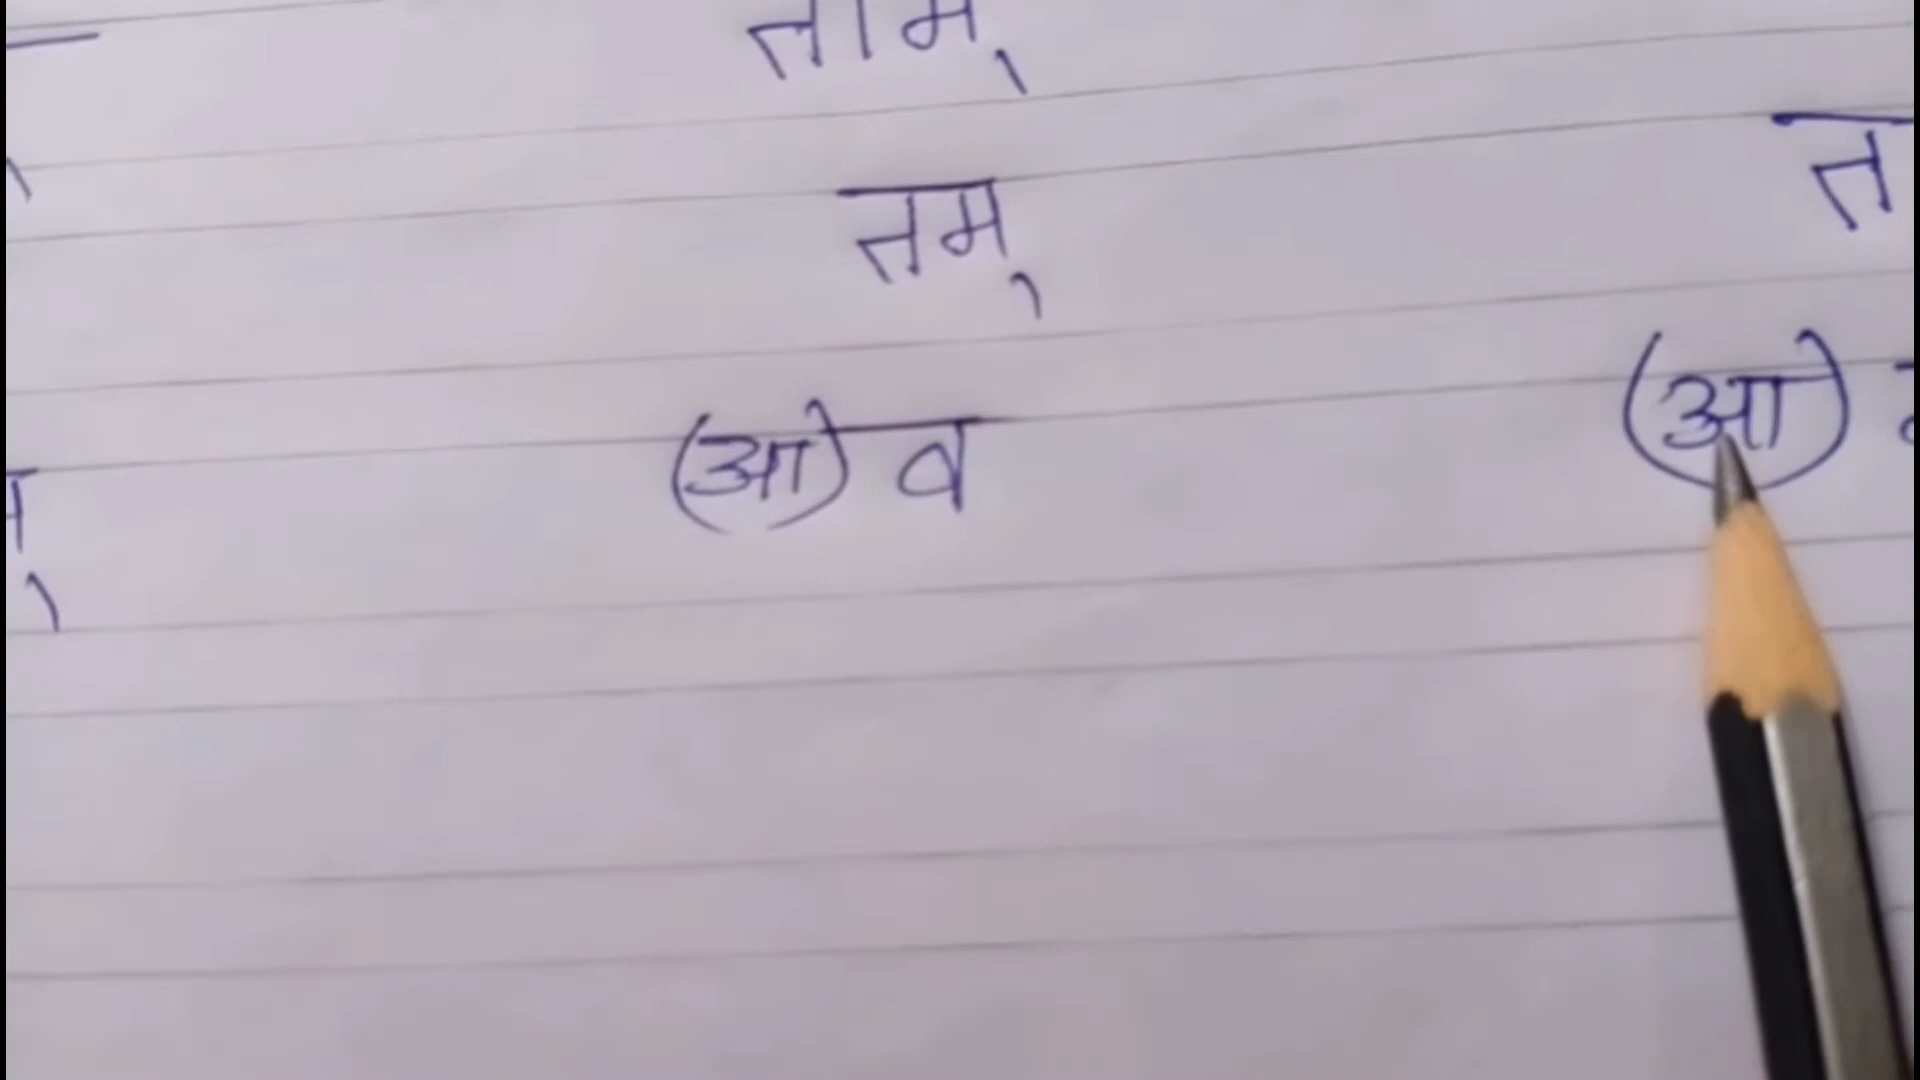 ताम्
तम् त
(आ) व (आ)